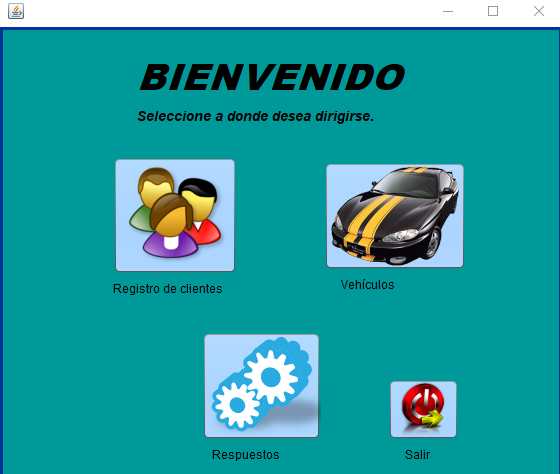 BIENVENIDO
Seleccione a donde desea dirigirse.
Registro de clientes
Vehículos
Respuestos
Salir